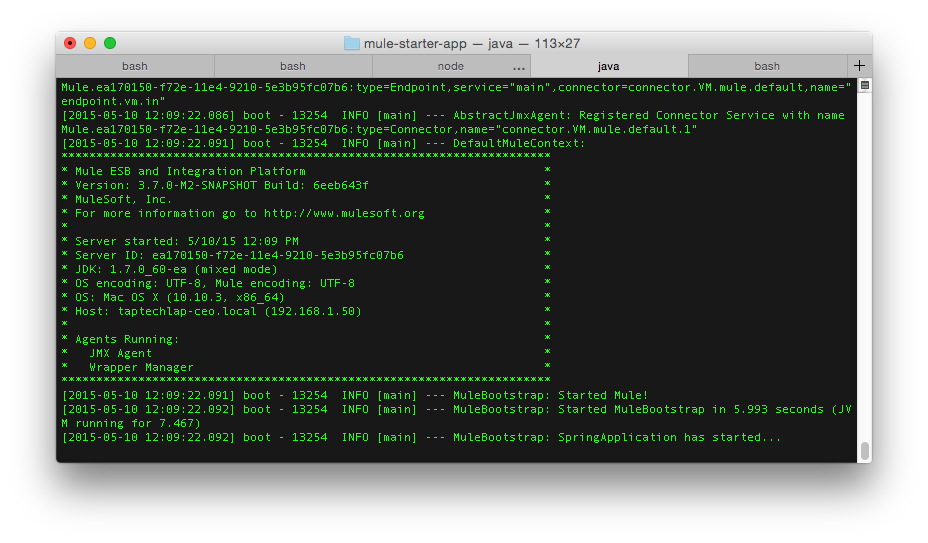 mule-starter-app — java — 113×27
bash bash node ... java bash +
Mule.ea170150-f72e-11e4-9210-5e3b95fc07b6:type=Endpoint,service="main",connector=connector.VM.mule.default,name="
endpoint.vm.in"
[2015-05-10 12:09:22.086] boot - 13254  INFO [main] --- AbstractJmxAgent: Registered Connector Service with name
Mule.ea170150-f72e-11e4-9210-5e3b95fc07b6:type=Connector,name="connector.VM.mule.default.1"
[2015-05-10 12:09:22.091] boot - 13254  INFO [main] --- DefaultMuleContext:
**********************************************************************
* Mule ESB and Integration Platform                                  *
* Version: 3.7.0-M2-SNAPSHOT Build: 6eeb643f                         *
* MuleSoft, Inc.                                                     *
* For more information go to http://www.mulesoft.org                 *
*                                                                    *
* Server started: 5/10/15 12:09 PM                                   *
* Server ID: ea170150-f72e-11e4-9210-5e3b95fc07b6                    *
* JDK: 1.7.0_60-ea (mixed mode)                                      *
* OS encoding: UTF-8, Mule encoding: UTF-8                           *
* OS: Mac OS X (10.10.3, x86_64)                                     *
* Host: taptechlap-ceo.local (192.168.1.50)                          *
*                                                                    *
* Agents Running:                                                    *
*   JMX Agent                                                        *
*   Wrapper Manager                                                  *
**********************************************************************
[2015-05-10 12:09:22.091] boot - 13254  INFO [main] --- MuleBootstrap: Started Mule!
[2015-05-10 12:09:22.092] boot - 13254  INFO [main] --- MuleBootstrap: Started MuleBootstrap in 5.993 seconds (JV
M running for 7.467)
[2015-05-10 12:09:22.092] boot - 13254  INFO [main] --- MuleBootstrap: SpringApplication has started...